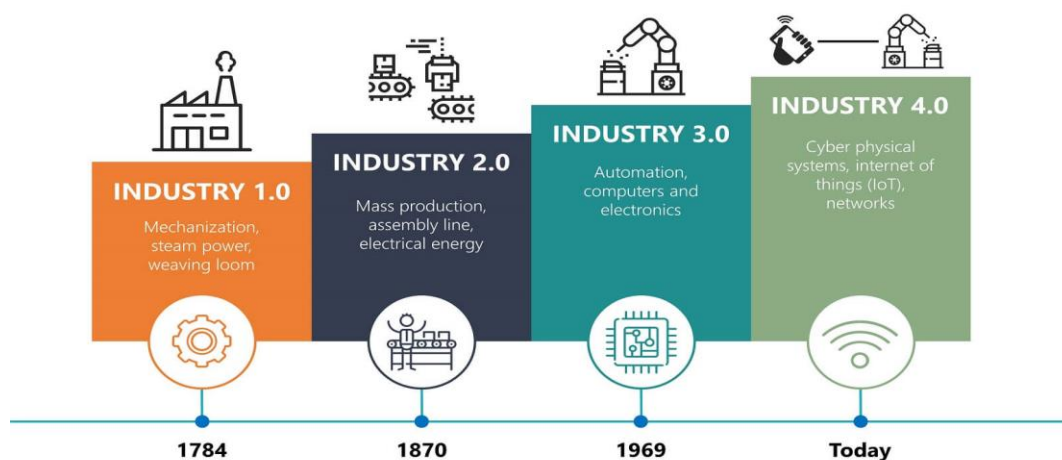 INDUSTRY 1.0
Mechanization,
steam power,
weaving loom
1784
INDUSTRY 2.0
Mass production,
assembly line,
electrical energy
1870
INDUSTRY 3.0
Automation,
computers and
electronics
1969
INDUSTRY 4.0
Cyber physical
systems, internet of
things (IoT),
networks
Today